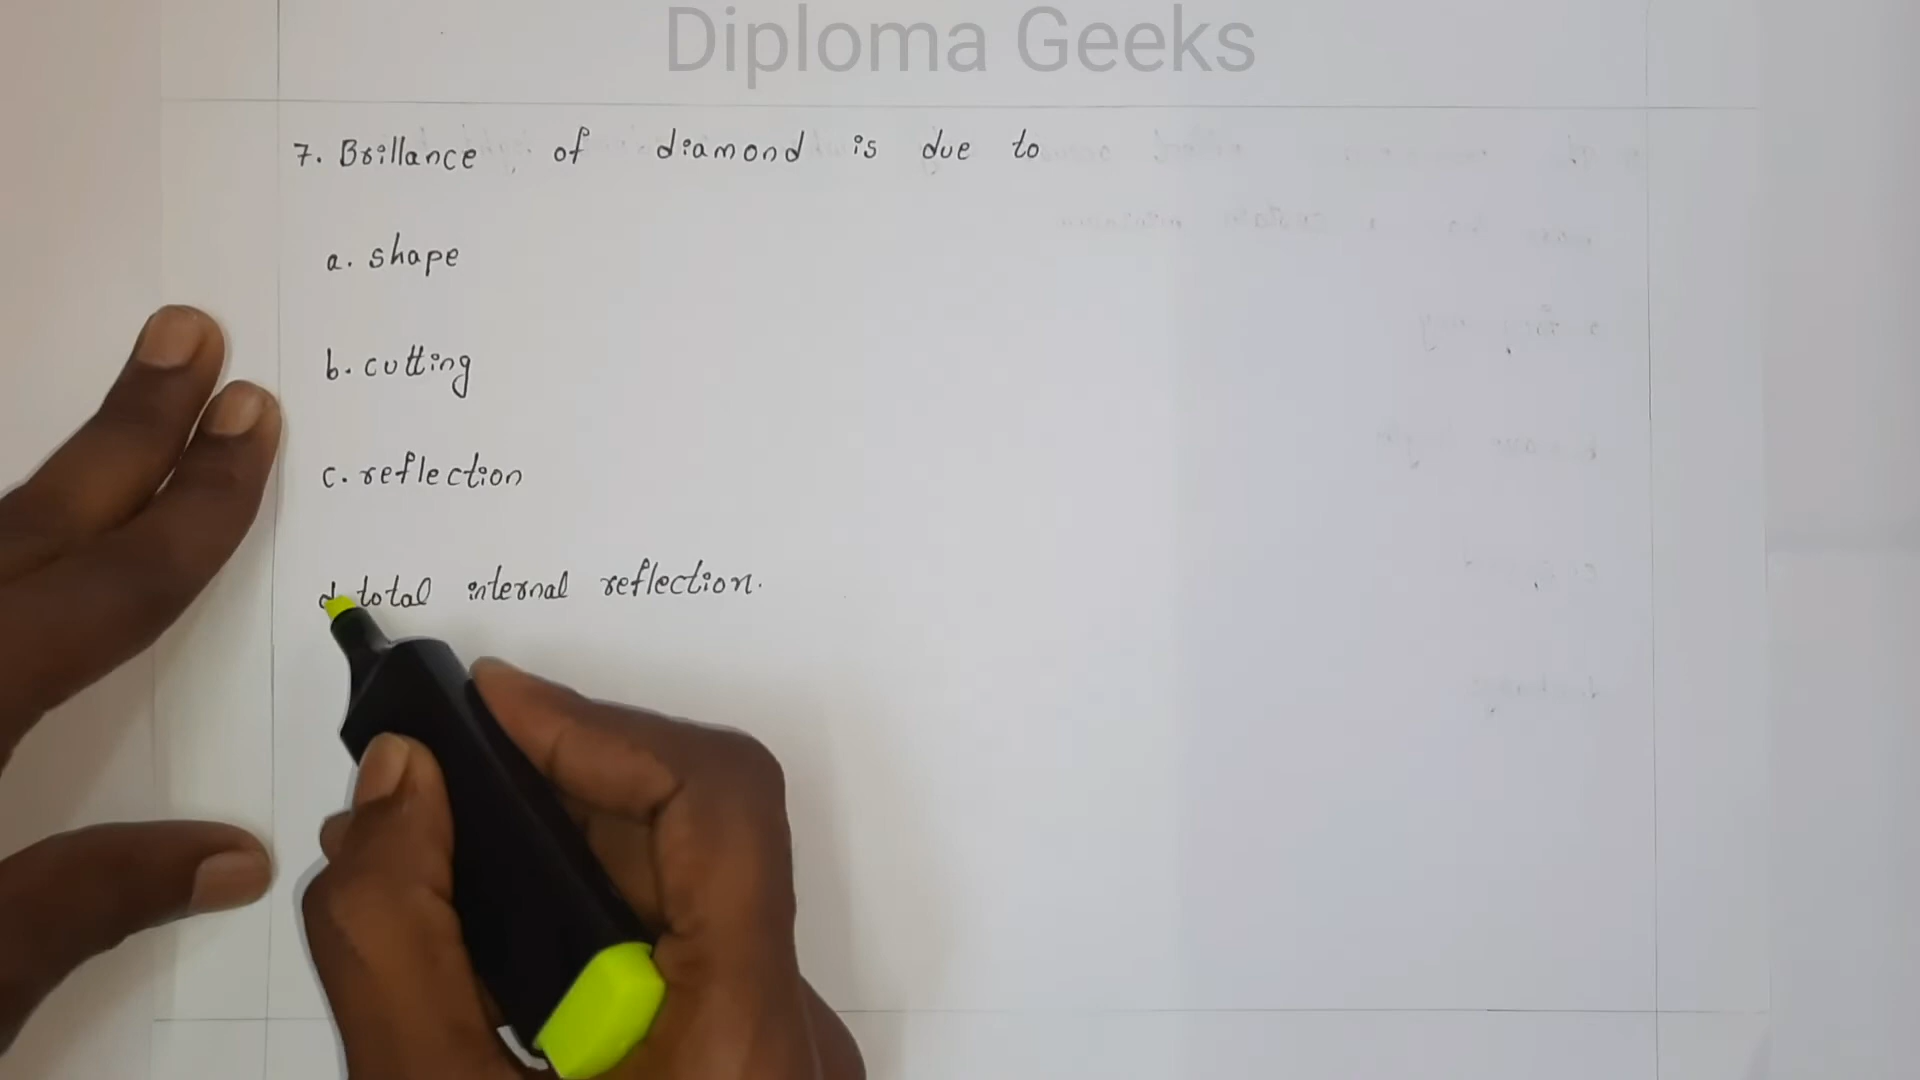 Diploma Geeks
7. Brillance of diamond is due to
a. shape
b. cutting
c. reflection
d. total internal reflection.